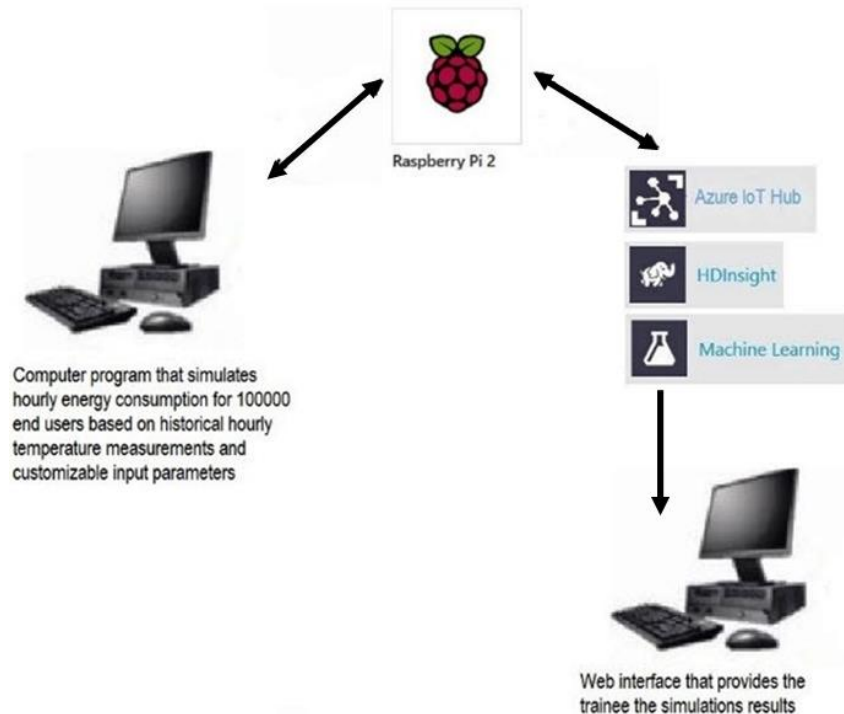 Raspberry Pi 2
Azure IoT Hub
HDInsight
Machine Learning
Computer program that simulates
hourly energy consumption for 100000
end users based on historical hourly
temperature measurements and
customizable input parameters
Web interface that provides the
trainee the simulations results